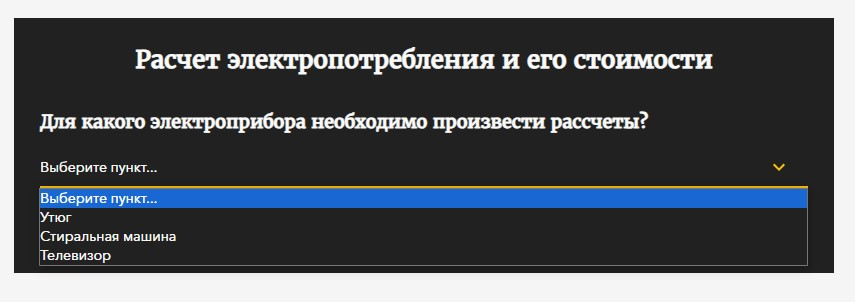 Расчет электропотребления и его стоимости
Для какого электроприбора необходимо произвести рассчеты?
Выберите пункт...
Выберите пункт...
Утюг
Стиральная машина
Телевизор